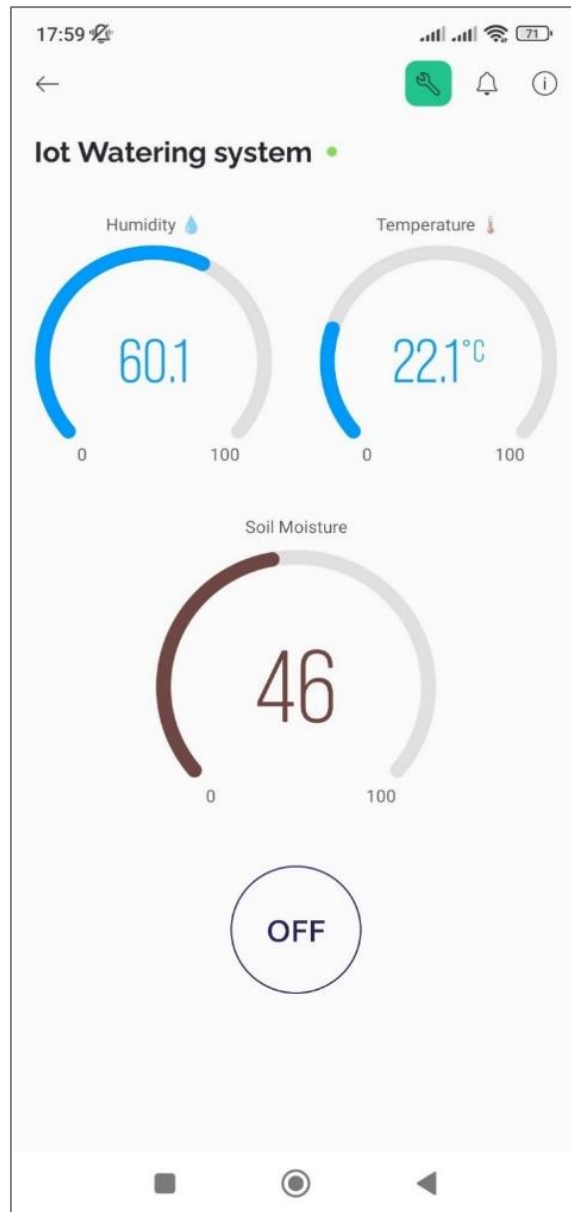 17:59
71
Iot Watering system
Humidity Temperature
60.1 22.1°C
0 100 0 100
Soil Moisture
46
0 100
OFF